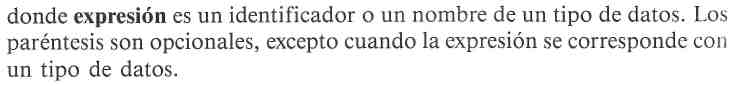 donde expresión es un identificador o un nombre de un tipo de datos. Los
paréntesis son opcionales, excepto cuando la expresión se corresponde con
un tipo de datos.